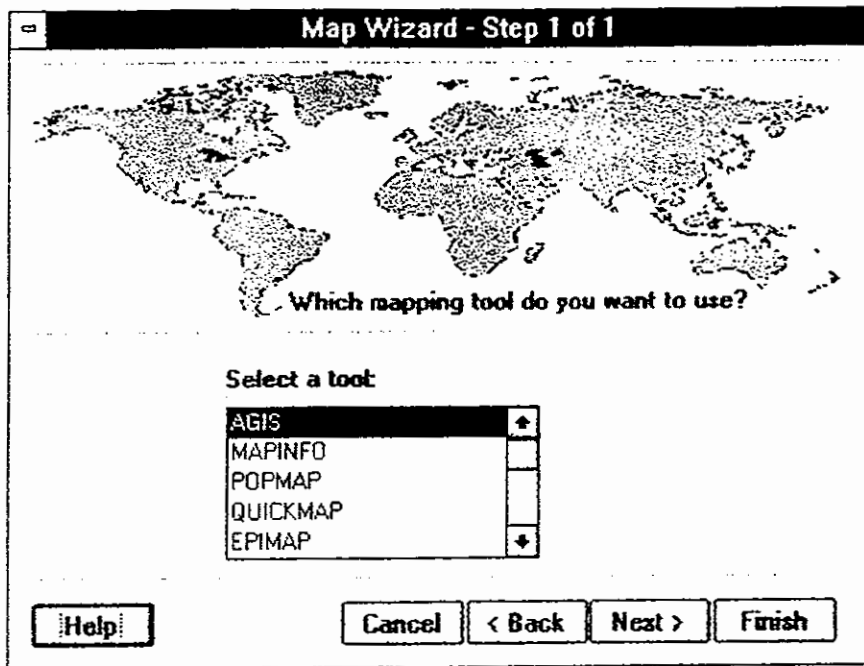 Map Wizard - Step 1 of 1
Which mapping tool do you want to use?
Select a tool:
AGIS
MAPINFO
POPMAP
QUICKMAP
EPIMAP
Help Cancel < Back Next > Finish